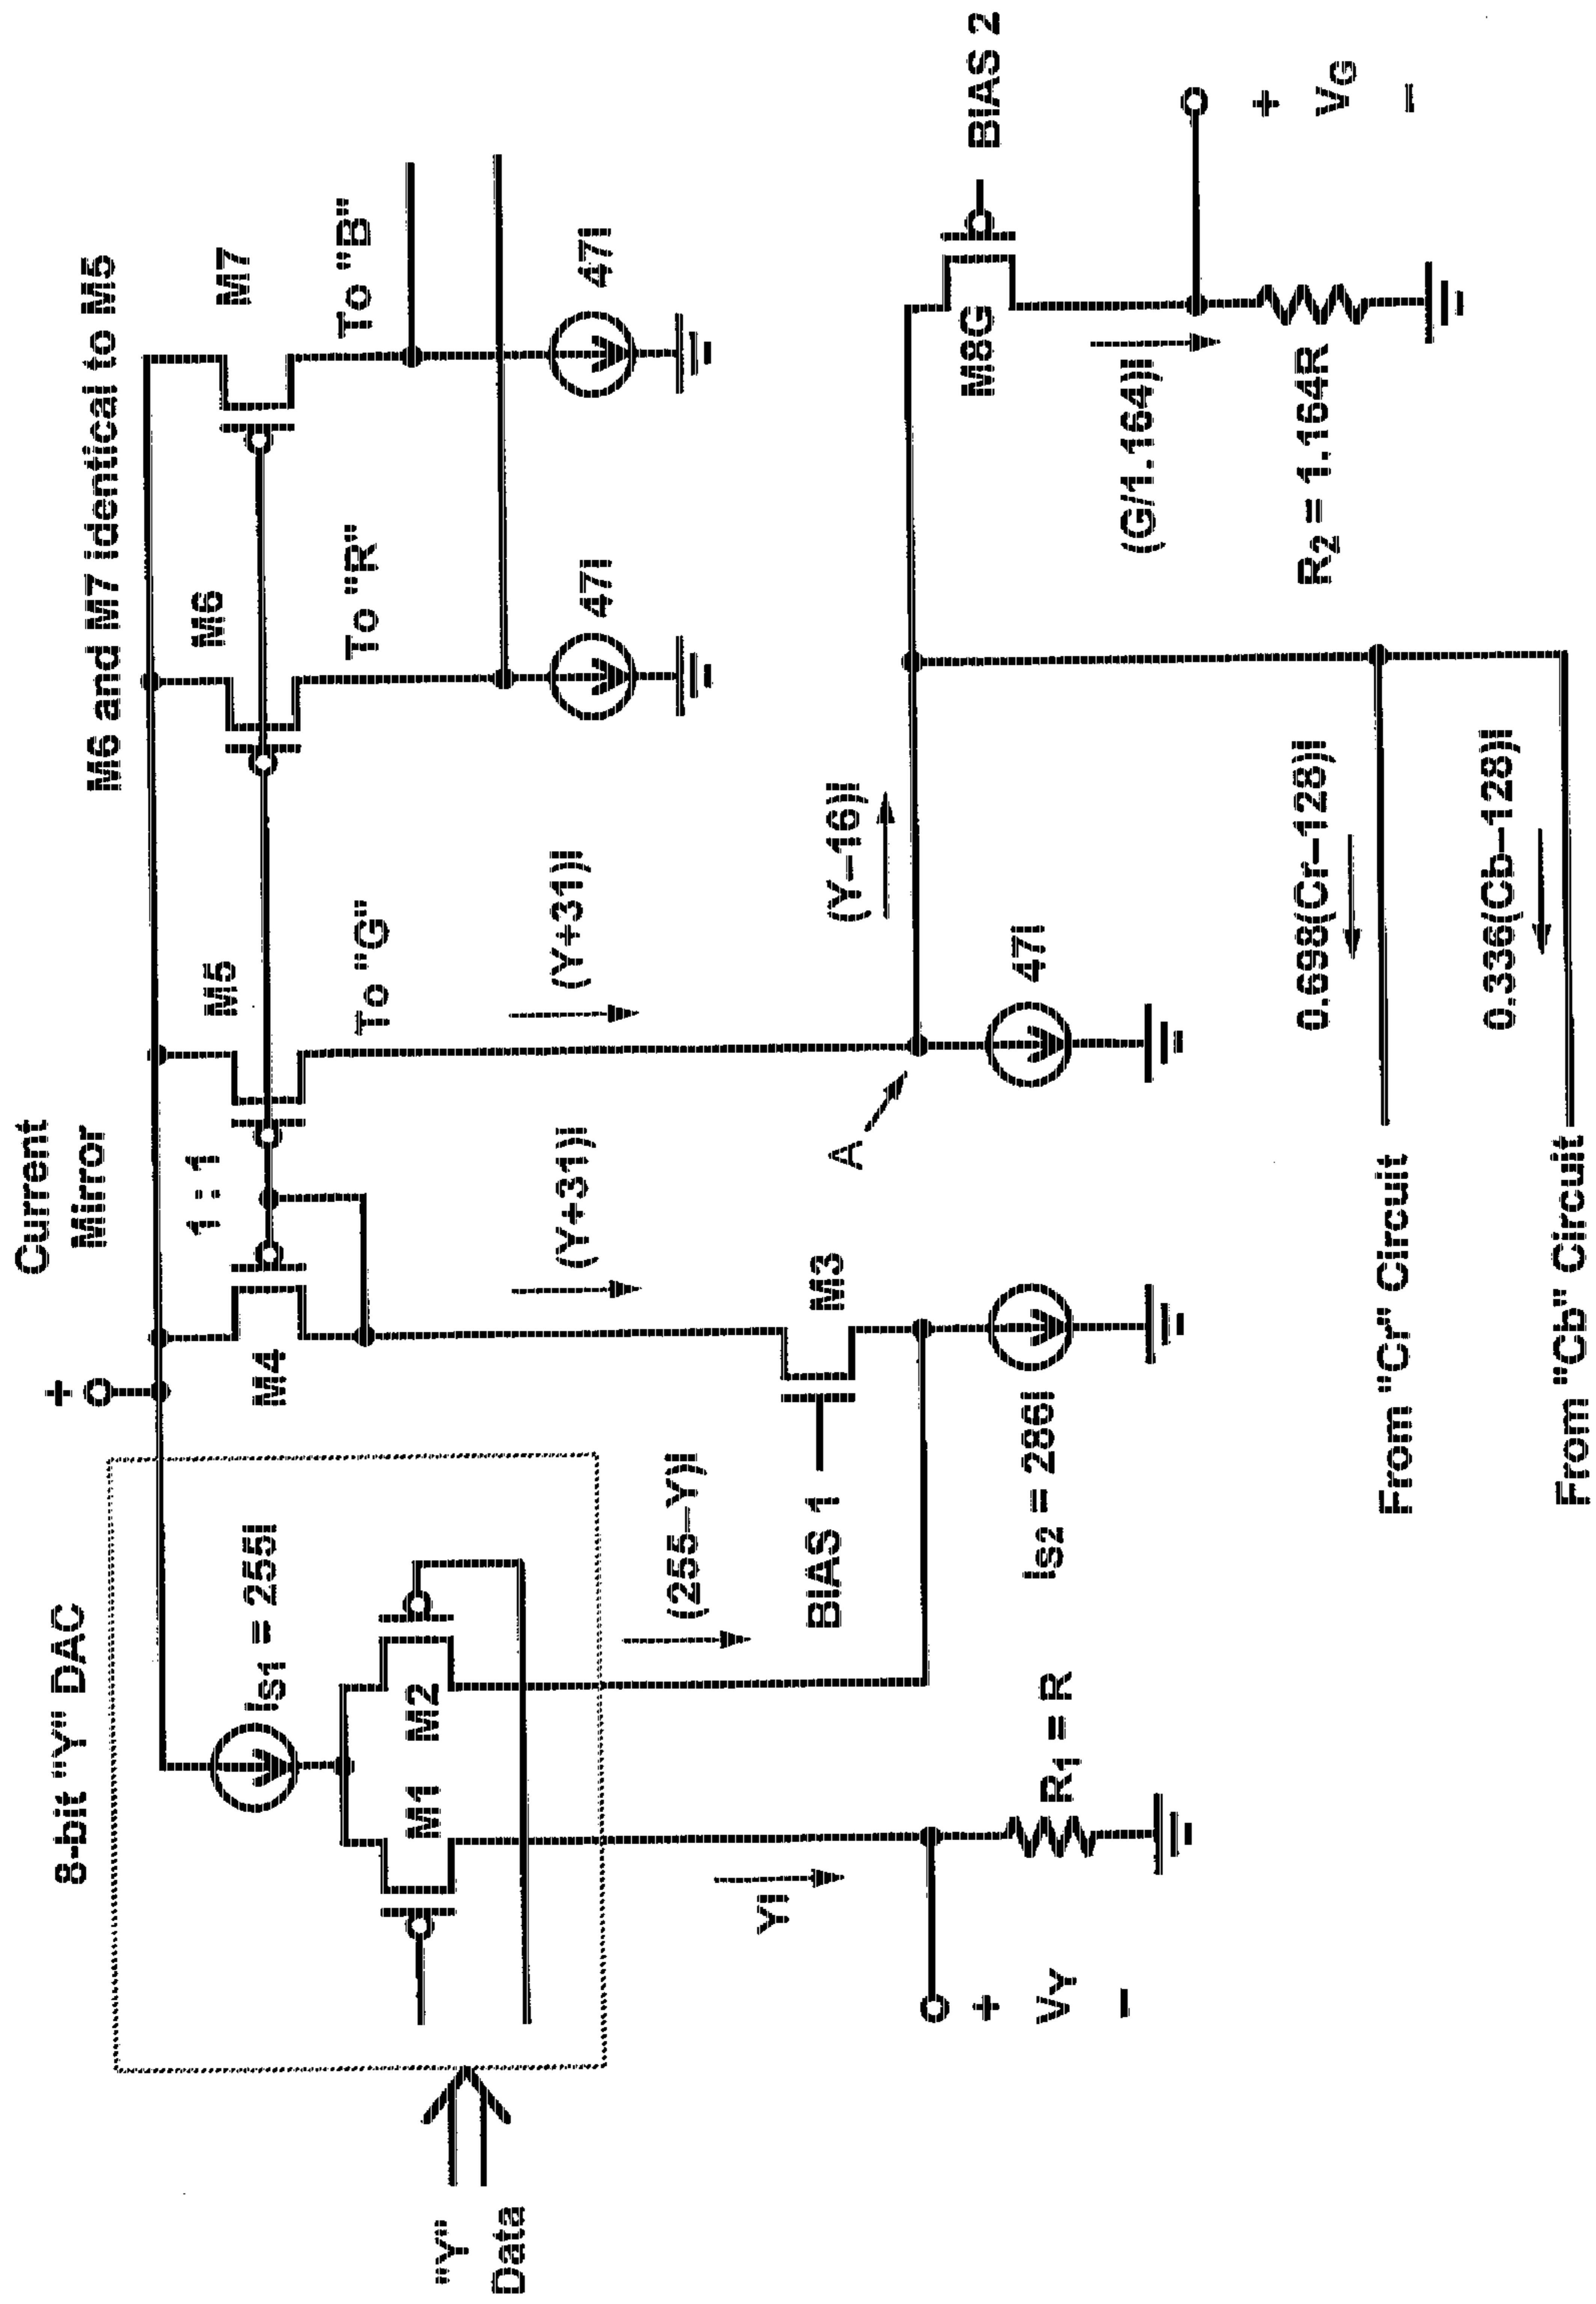 Current
Mirror
M6 and M7 identical to M5
8-bit "Y" DAC
+
1 : 1
M4
M5
M6
M7
IS1 = 255I
M1
M2
To "G"
To "R"
To "B"
"Y"
Data
(255–Y)I
(Y+31)I
(Y+31)I
47I
47I
YI
BIAS 1
M3
A
(Y–16)I
M8G
BIAS 2
+
VY
–
R1 = R
IS2 = 286I
47I
(G/1.164)I
+
VG
–
R2 = 1.164R
0.698(Cr–128)I
From "Cr" Circuit
0.336(Cb–128)I
From "Cb" Circuit